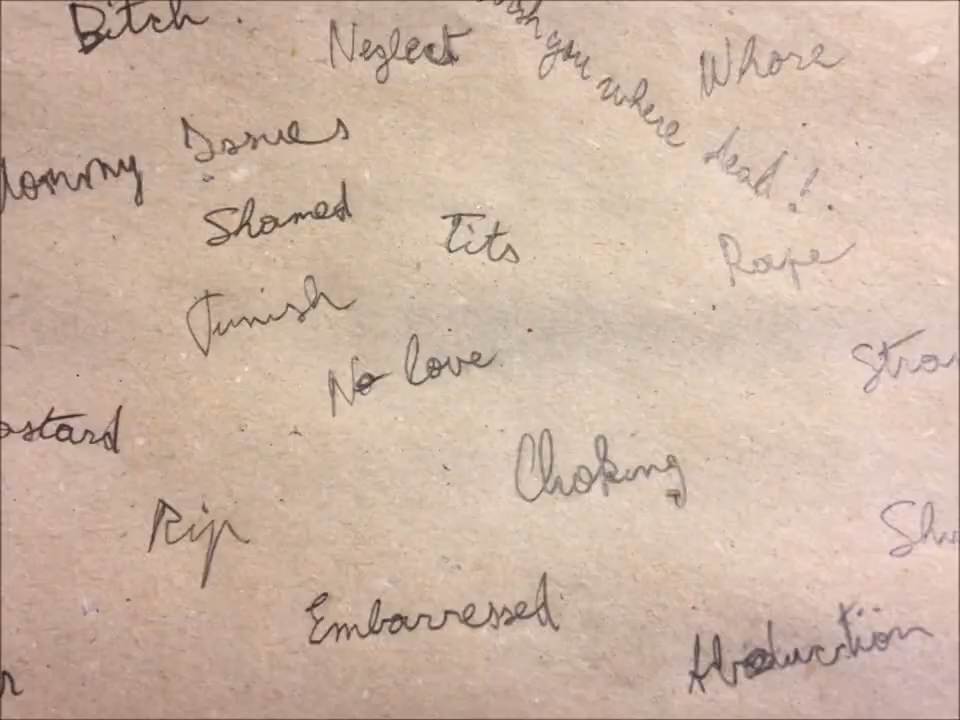 Bitch.
Neglect
wish you where dead!.
Whore
Mommy Issues
Shamed
Tits
Rape
Punish
No love
Choking
Rip
Embarressed
Abduction